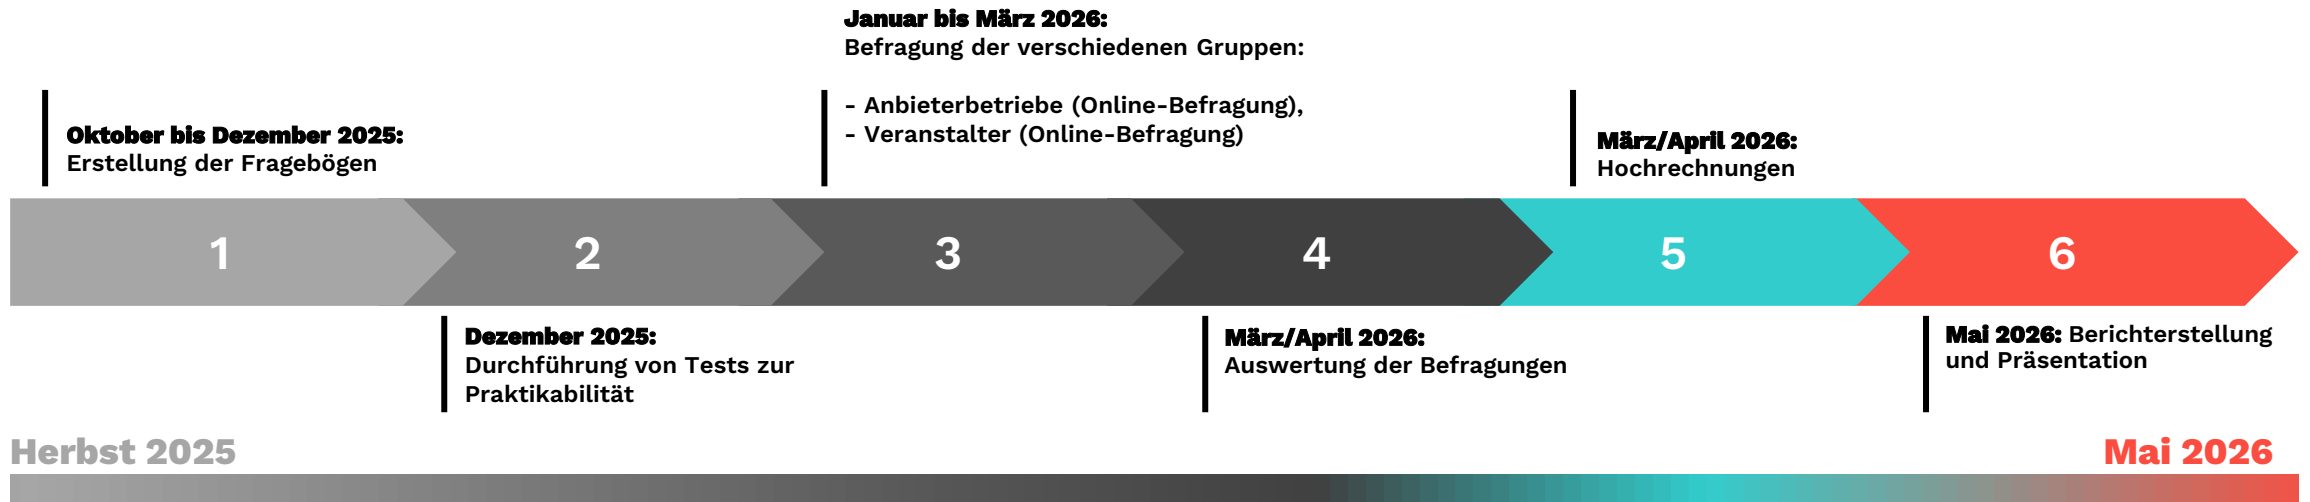 Januar bis März 2026:
Befragung der verschiedenen Gruppen:
- Anbieterbetriebe (Online-Befragung),
- Veranstalter (Online-Befragung)
Oktober bis Dezember 2025:
Erstellung der Fragebögen
März/April 2026:
Hochrechnungen
1
2
3
4
5
6
Dezember 2025:
Durchführung von Tests zur
Praktikabilität
März/April 2026:
Auswertung der Befragungen
Mai 2026: Berichterstellung
und Präsentation
Herbst 2025
Mai 2026